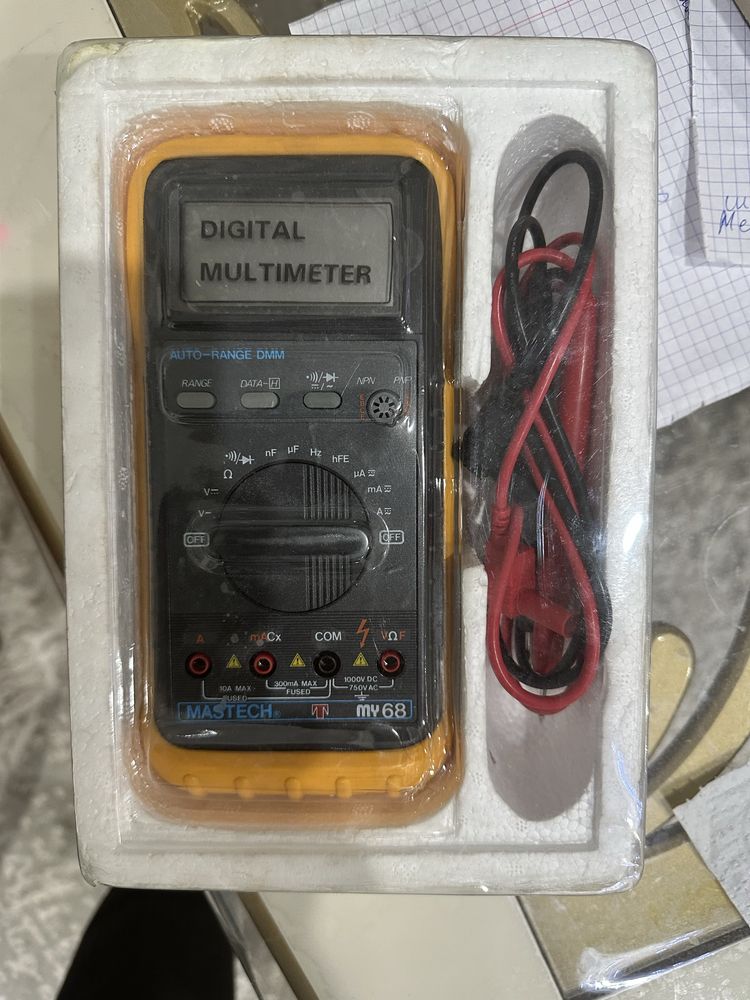 DIGITAL
MULTIMETER
AUTO-RANGE DMM
RANGE DATA-H NPN PNP
nF µF Hz hFE
Ω µA
V mA
V A
OFF OFF
A mACx COM VΩF
10A MAX FUSED
300mA MAX FUSED
1000V DC 750V AC
MASTECH® MY68